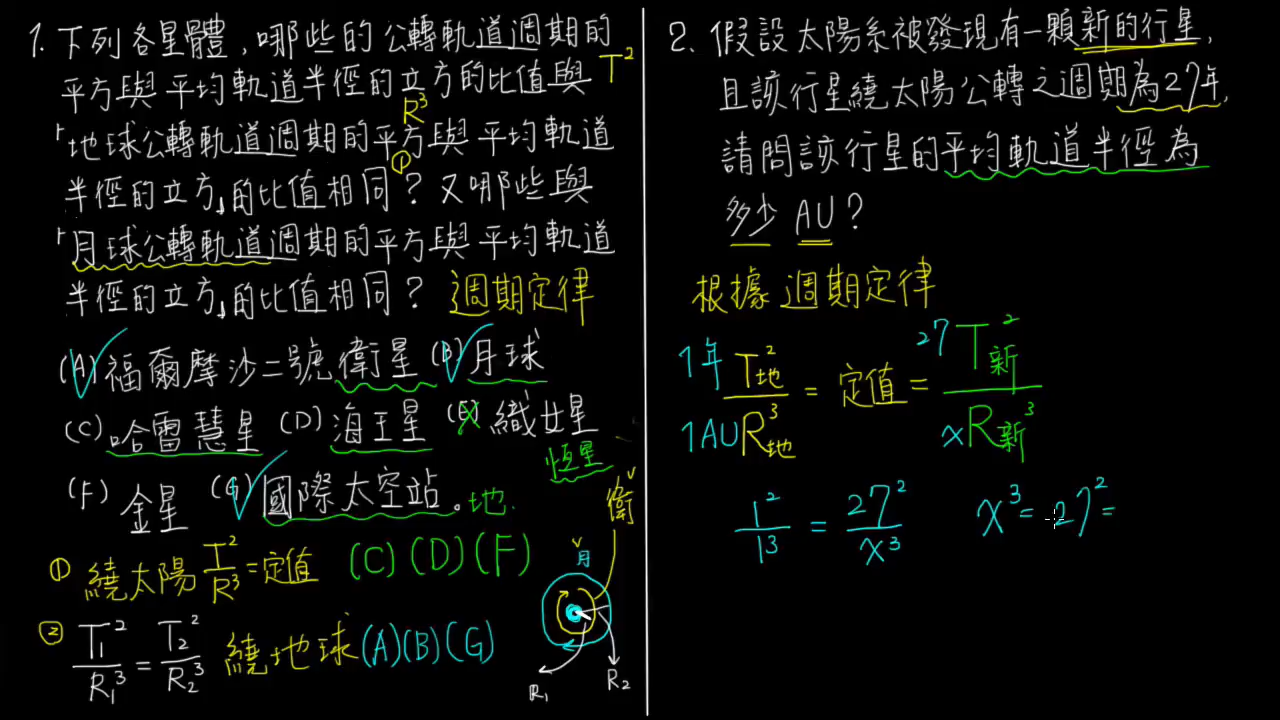 1. 下列各星體,哪些的公轉軌道週期的
平方與平均軌道半徑的立方的比值與 T²
R³
「地球公轉軌道週期的平方與平均軌道
①
半徑的立方」的比值相同?又哪些與
「月球公轉軌道週期的平方與平均軌道
半徑的立方」的比值相同? 週期定律
(A) 福爾摩沙二號衛星 (B) 月球
(C) 哈雷慧星 (D) 海王星 (E) 織女星
恆星
(F) 金星 (G) 國際太空站。地
① 繞太陽 T²/R³ = 定值 (C)(D)(F)
② T₁²/R₁³ = T₂²/R₂³ 繞地球 (A)(B)(G)
衛
月
R₁ R₂
2. 假設太陽系被發現有一顆新的行星,
且該行星繞太陽公轉之週期為27年,
請問該行星的平均軌道半徑為
多少 AU?
根據週期定律
1年 T地² / 1AU R地³ = 定值 = 27 T新² / x R新³
1²/1³ = 27²/x³ x³ = 27² =